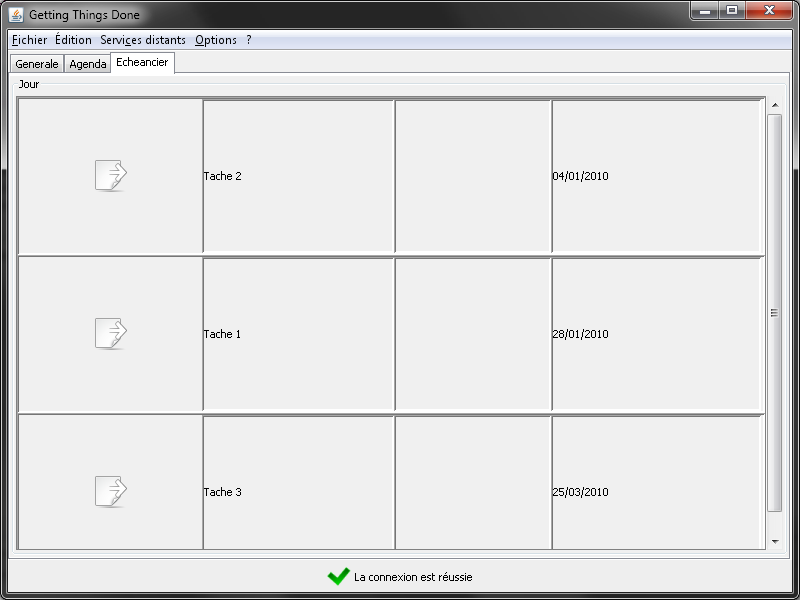 Getting Things Done
Fichier Édition Services distants Options ?
Generale Agenda Echeancier
Jour
Tache 2 04/01/2010
Tache 1 28/01/2010
Tache 3 25/03/2010
La connexion est réussie